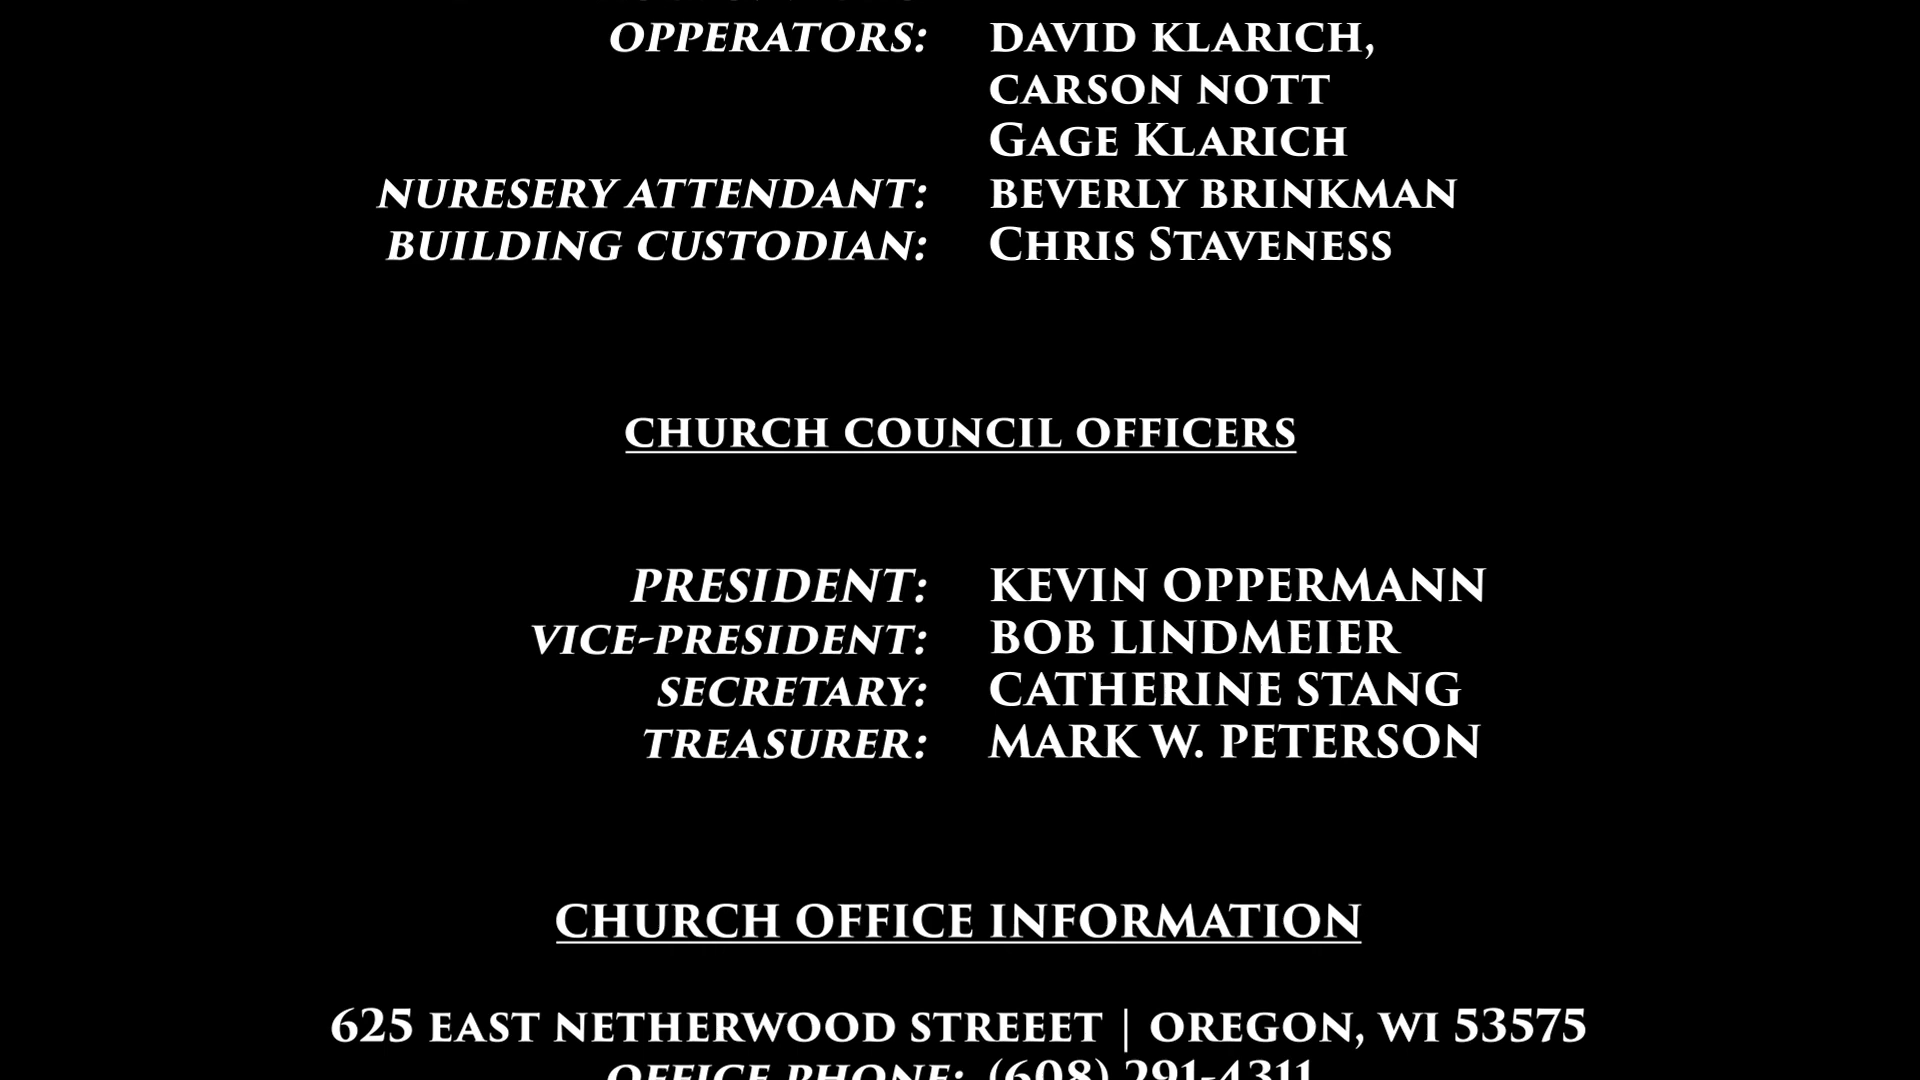 OPPERATORS: DAVID KLARICH,
CARSON NOTT
GAGE KLARICH
NURESERY ATTENDANT: BEVERLY BRINKMAN
BUILDING CUSTODIAN: CHRIS STAVENESS
CHURCH COUNCIL OFFICERS
PRESIDENT: KEVIN OPPERMANN
VICE-PRESIDENT: BOB LINDMEIER
SECRETARY: CATHERINE STANG
TREASURER: MARK W. PETERSON
CHURCH OFFICE INFORMATION
625 EAST NETHERWOOD STREEET | OREGON, WI 53575
OFFICE PHONE: (608) 291-4311